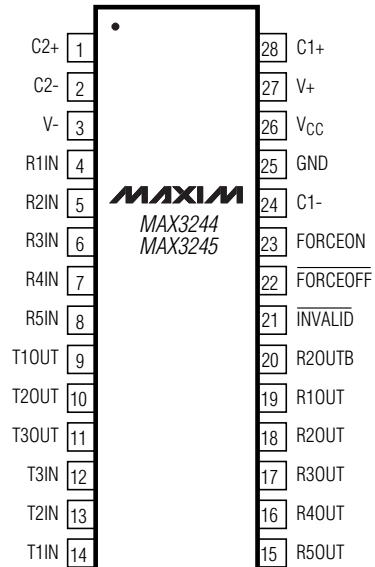 C2+ 1 28 C1+
C2- 2 27 V+
V- 3 26 VCC
R1IN 4 25 GND
R2IN 5 MAXIM 24 C1-
R3IN 6 MAX3244 23 FORCEON
MAX3245
R4IN 7 22 FORCEOFF
R5IN 8 21 INVALID
T1OUT 9 20 R2OUTB
T2OUT 10 19 R1OUT
T3OUT 11 18 R2OUT
T3IN 12 17 R3OUT
T2IN 13 16 R4OUT
T1IN 14 15 R5OUT